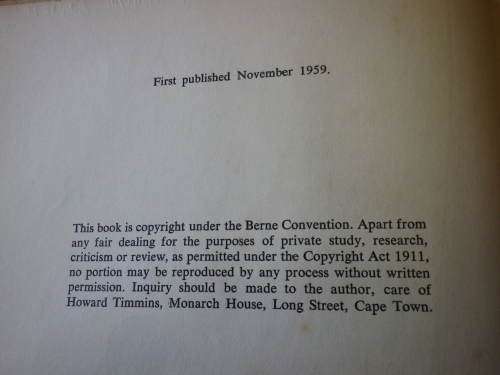 First published November 1959.
This book is copyright under the Berne Convention. Apart from
any fair dealing for the purposes of private study, research,
criticism or review, as permitted under the Copyright Act 1911,
no portion may be reproduced by any process without written
permission. Inquiry should be made to the author, care of
Howard Timmins, Monarch House, Long Street, Cape Town.